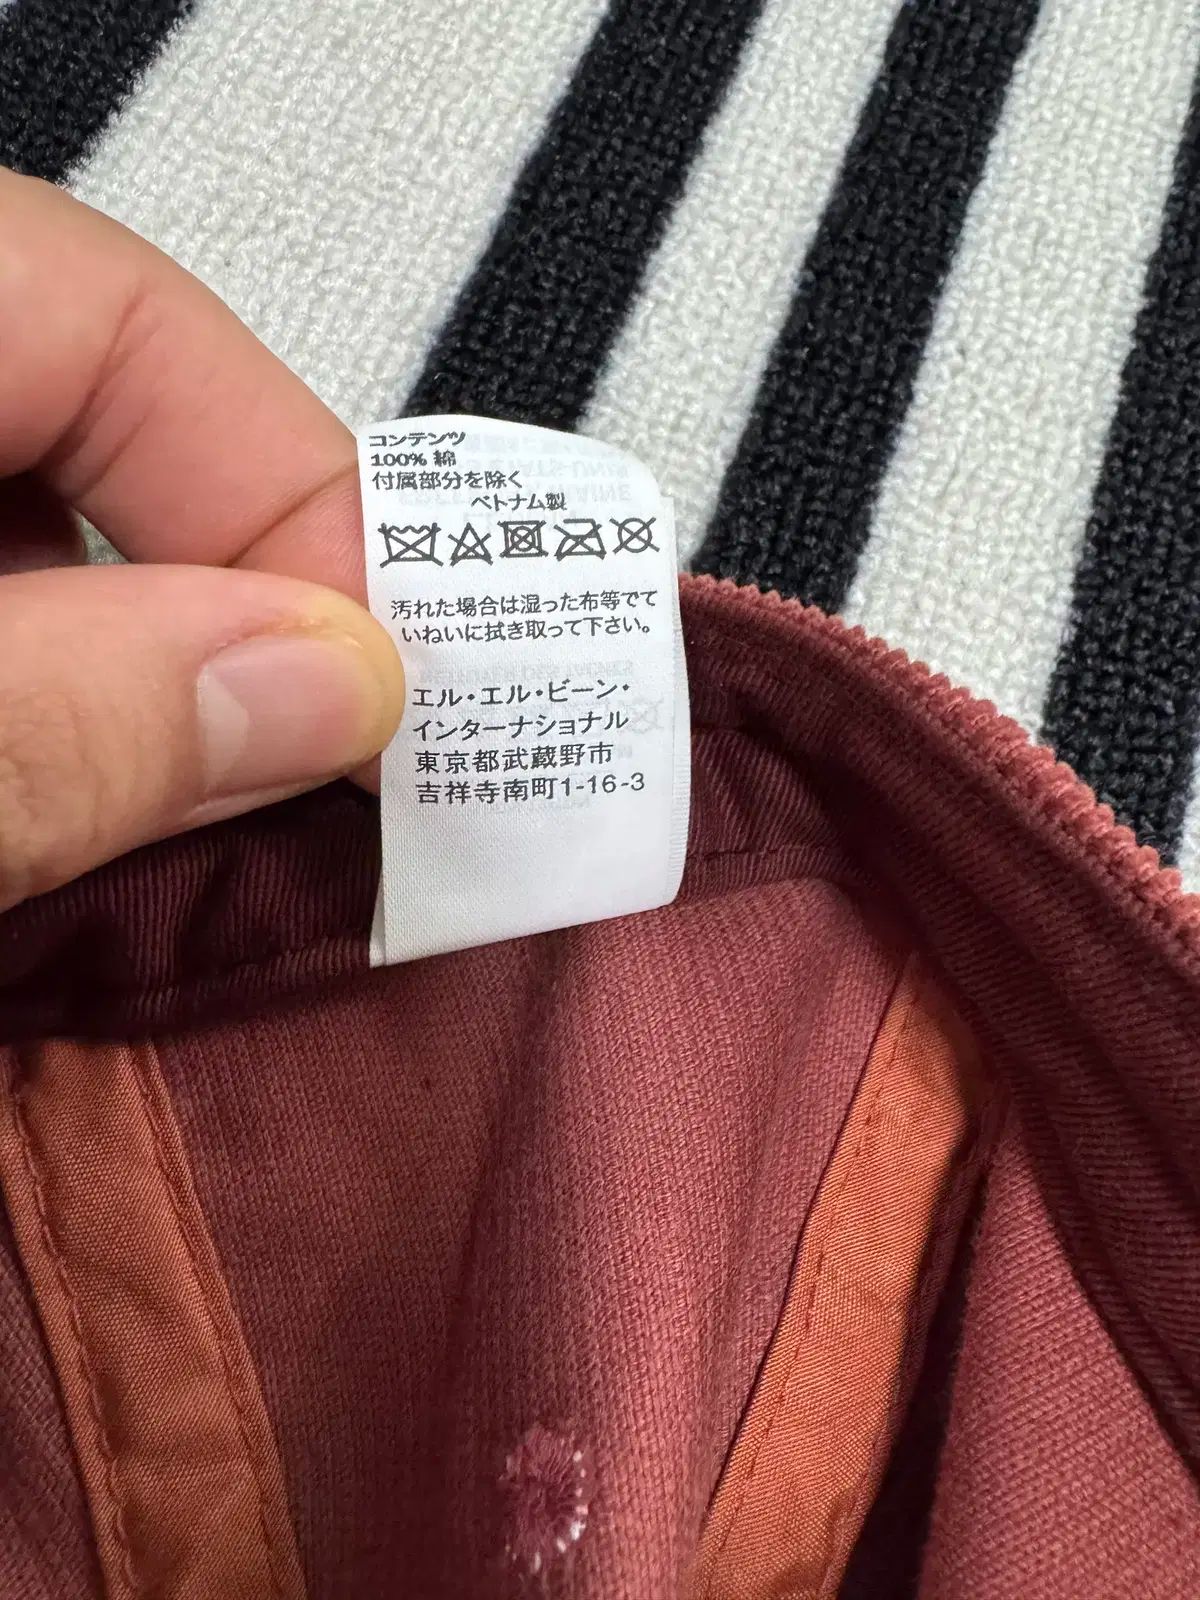 コンテンツ
100% 綿
付属部分を除く
ベトナム製
汚れた場合は湿った布等でて
いねいに拭き取って下さい。
エル・エル・ビーン・
インターナショナル
東京都武蔵野市
吉祥寺南町1-16-3